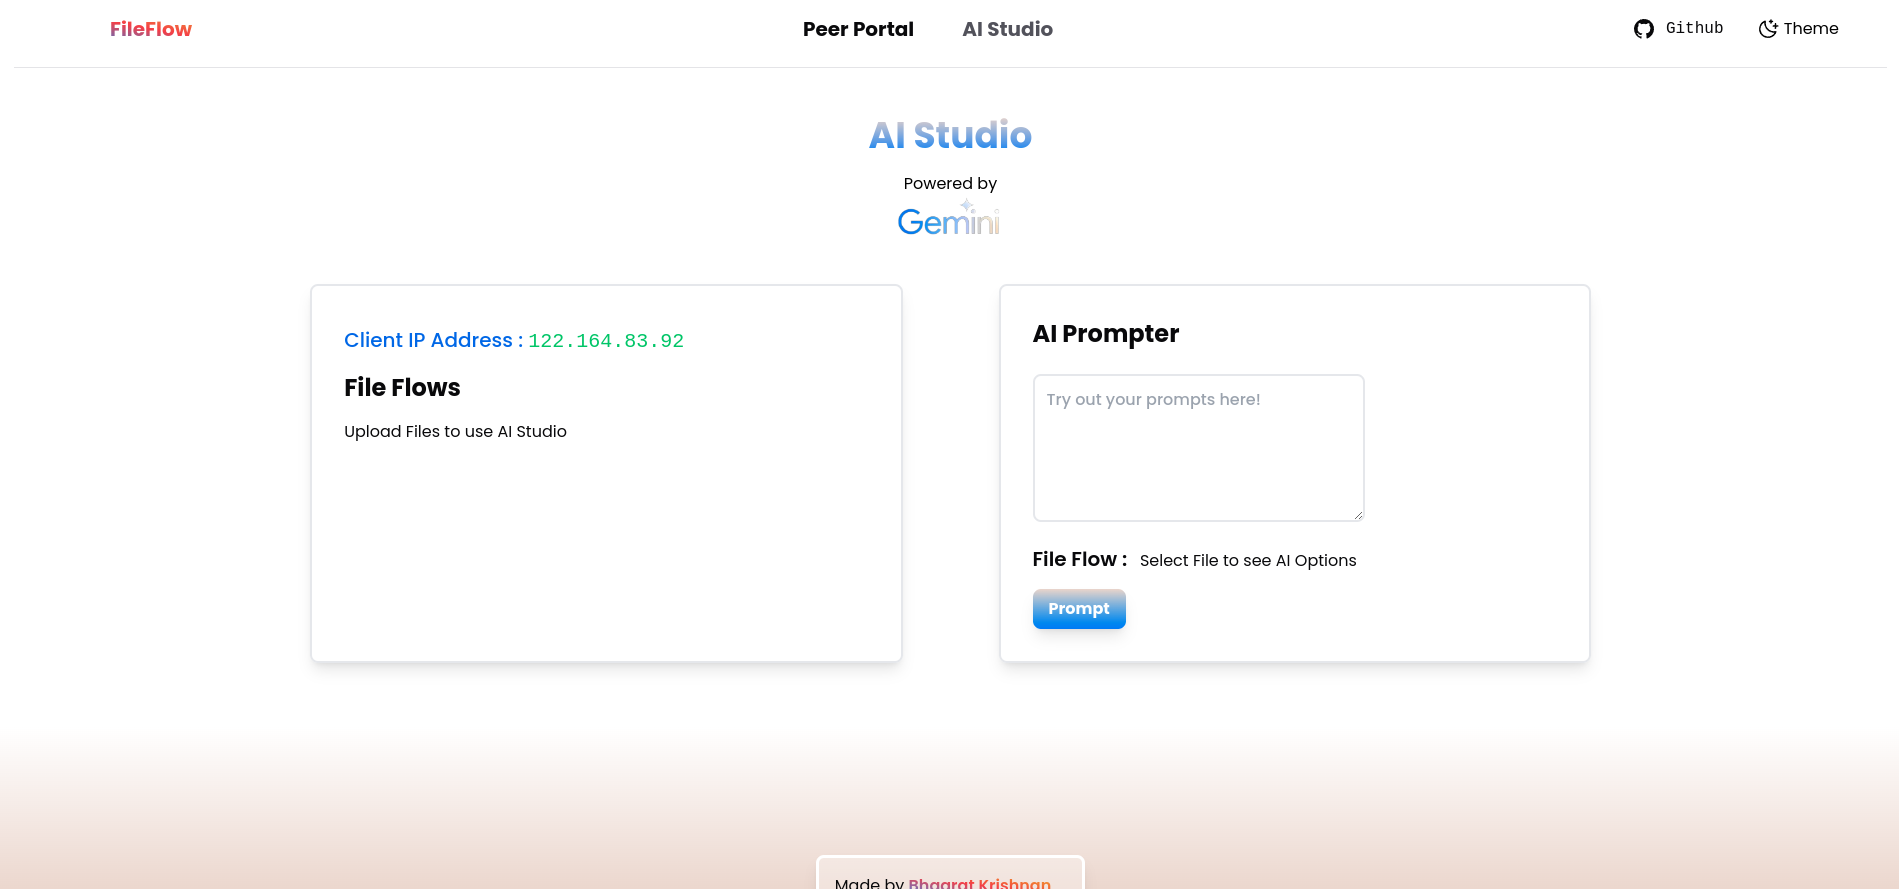 FileFlow
Peer Portal
AI Studio
Github
Theme
AI Studio
Powered by
Gemini
Client IP Address : 122.164.83.92
File Flows
Upload Files to use AI Studio
AI Prompter
Try out your prompts here!
File Flow : Select File to see AI Options
Prompt
Made by Bhaarat Krishnan